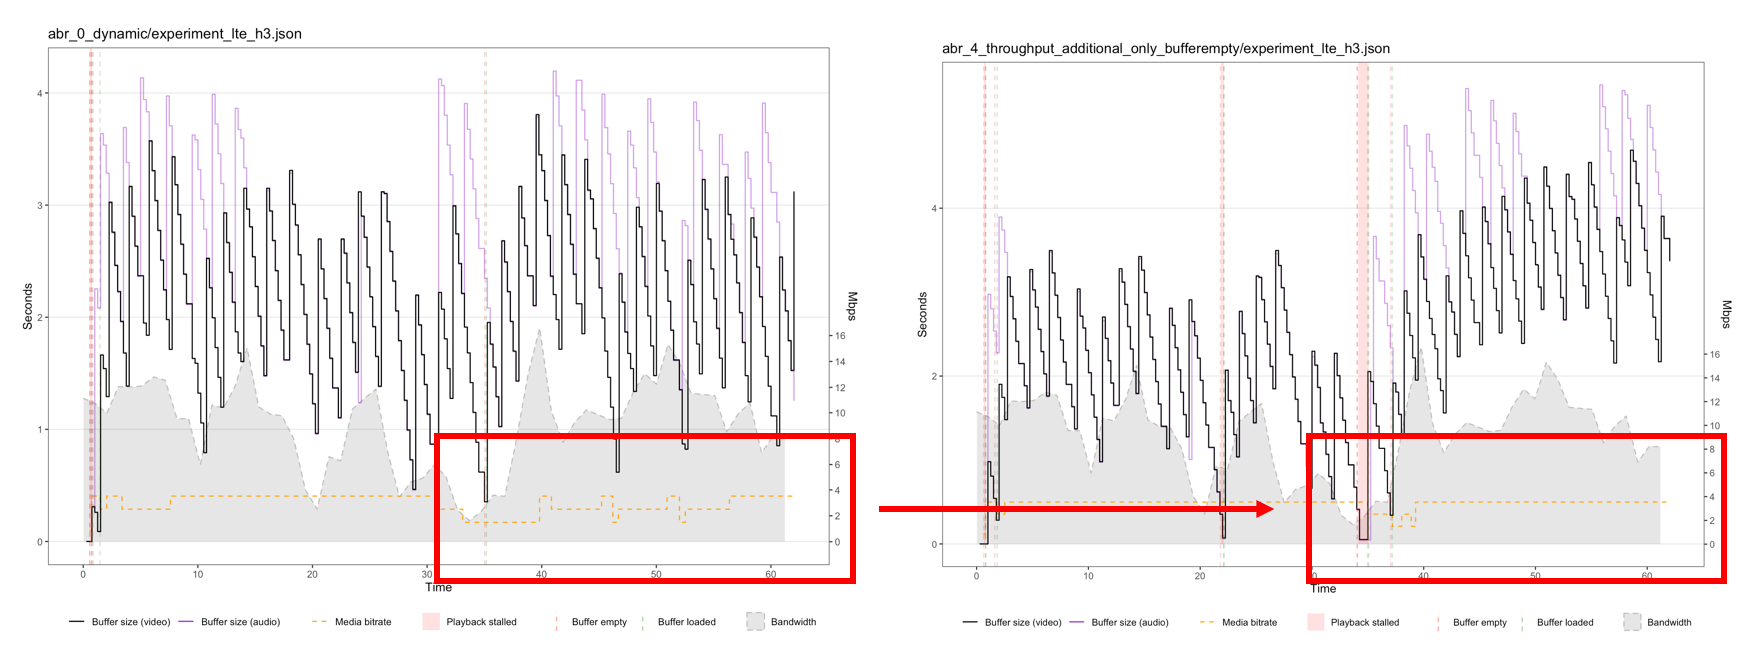 abr_0_dynamic/experiment_lte_h3.json
4
3
2
1
0
Seconds
16
14
12
10
8
6
4
2
0
Mbps
0 10 20 30 40 50 60
Time
Buffer size (video) Buffer size (audio) Media bitrate Playback stalled Buffer empty Buffer loaded Bandwidth
abr_4_throughput_additional_only_bufferempty/experiment_lte_h3.json
4
2
0
Seconds
16
14
12
10
8
6
4
2
0
Mbps
0 10 20 0 40 50 60
Time
Buffer size (video) Buffer size (audio) Media bitrate Playback stalled Buffer empty Buffer loaded Bandwidth